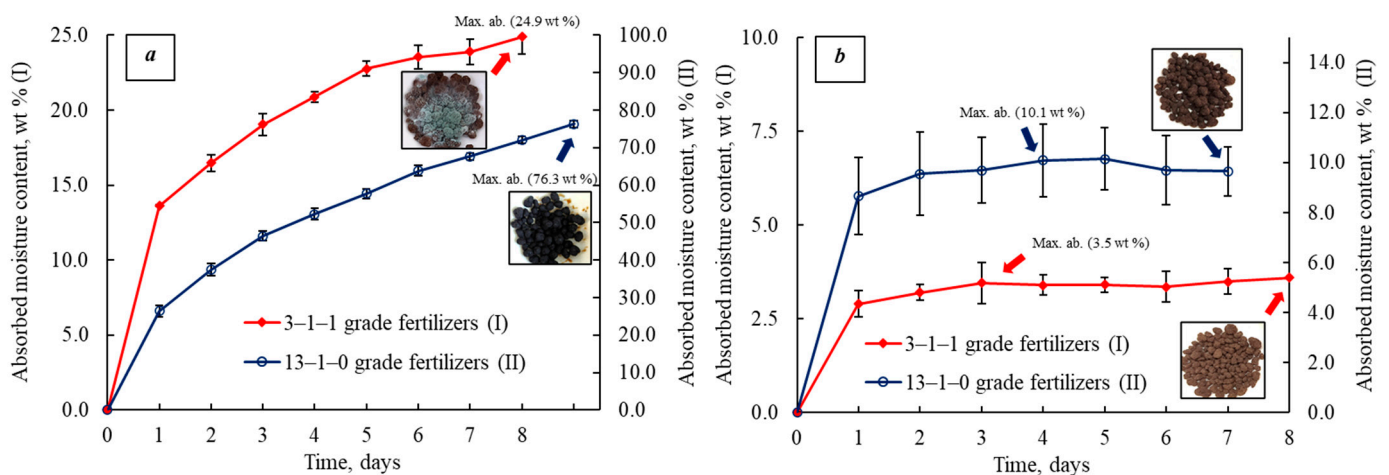 a
Absorbed moisture content, wt % (I)
25.0
20.0
15.0
10.0
5.0
0.0
Max. ab. (24.9 wt %)
Max. ab. (76.3 wt %)
3–1–1 grade fertilizers (I)
13–1–0 grade fertilizers (II)
0 1 2 3 4 5 6 7 8
Time, days
100.0
90.0
80.0
70.0
60.0
50.0
40.0
30.0
20.0
10.0
0.0
Absorbed moisture content, wt % (II)
b
Absorbed moisture content, wt % (I)
10.0
7.5
5.0
2.5
0.0
Max. ab. (10.1 wt %)
Max. ab. (3.5 wt %)
3–1–1 grade fertilizers (I)
13–1–0 grade fertilizers (II)
0 1 2 3 4 5 6 7 8
Time, days
14.0
12.0
10.0
8.0
6.0
4.0
2.0
0.0
Absorbed moisture content, wt % (II)